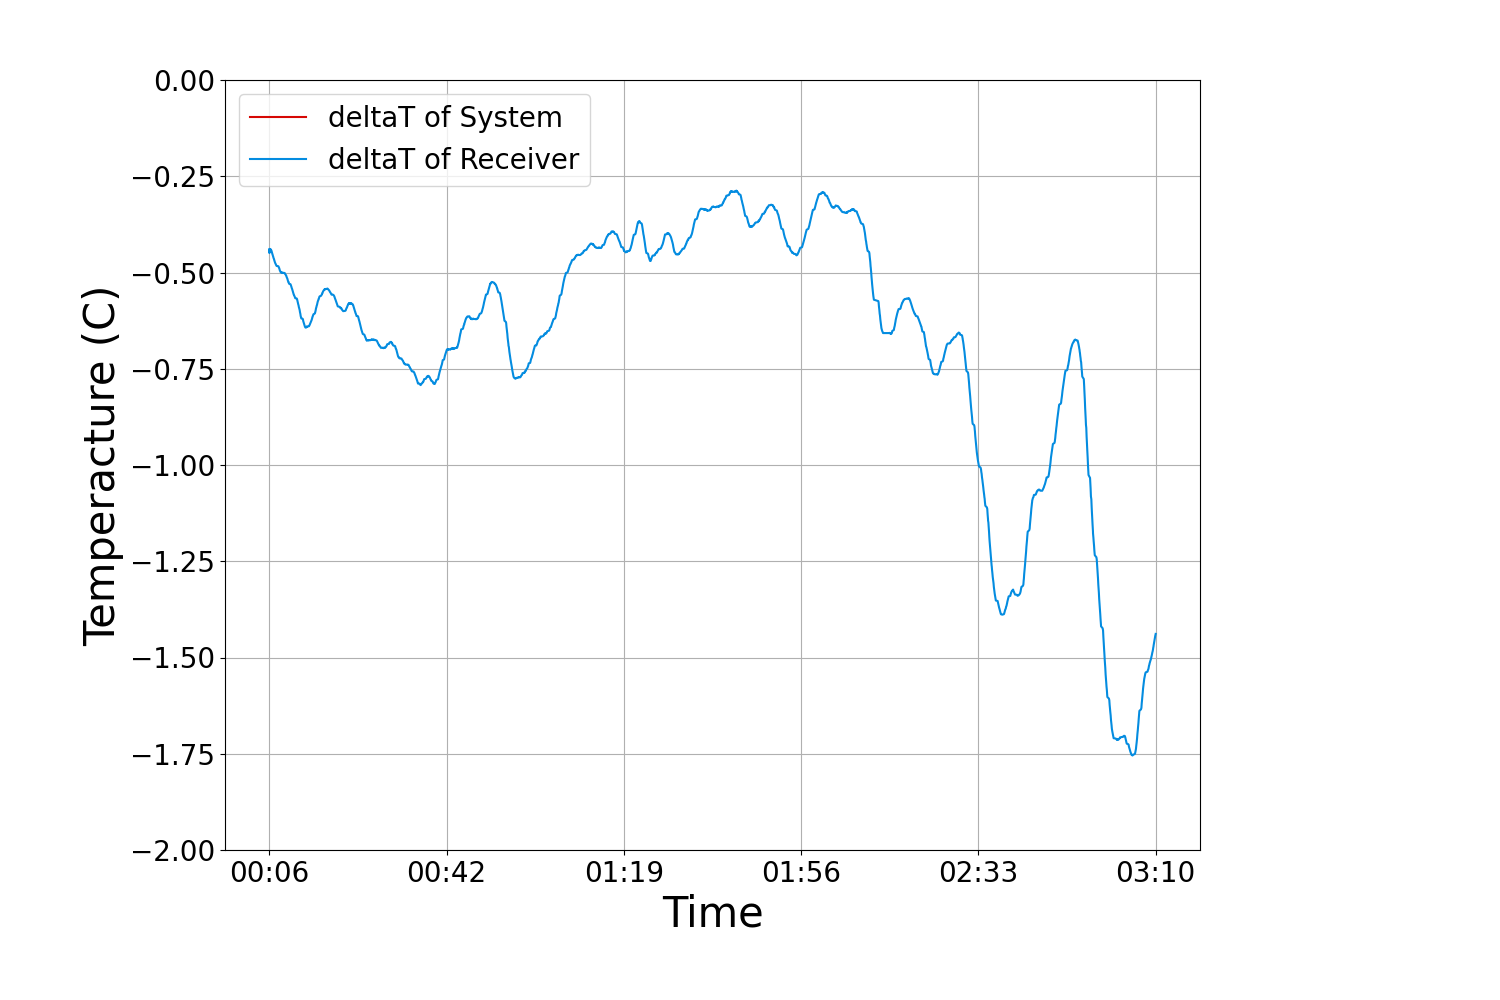 0.00
deltaT of System
deltaT of Receiver
−0.25
−0.50
−0.75
−1.00
−1.25
−1.50
−1.75
−2.00
Temperacture (C)
00:06 00:42 01:19 01:56 02:33 03:10
Time